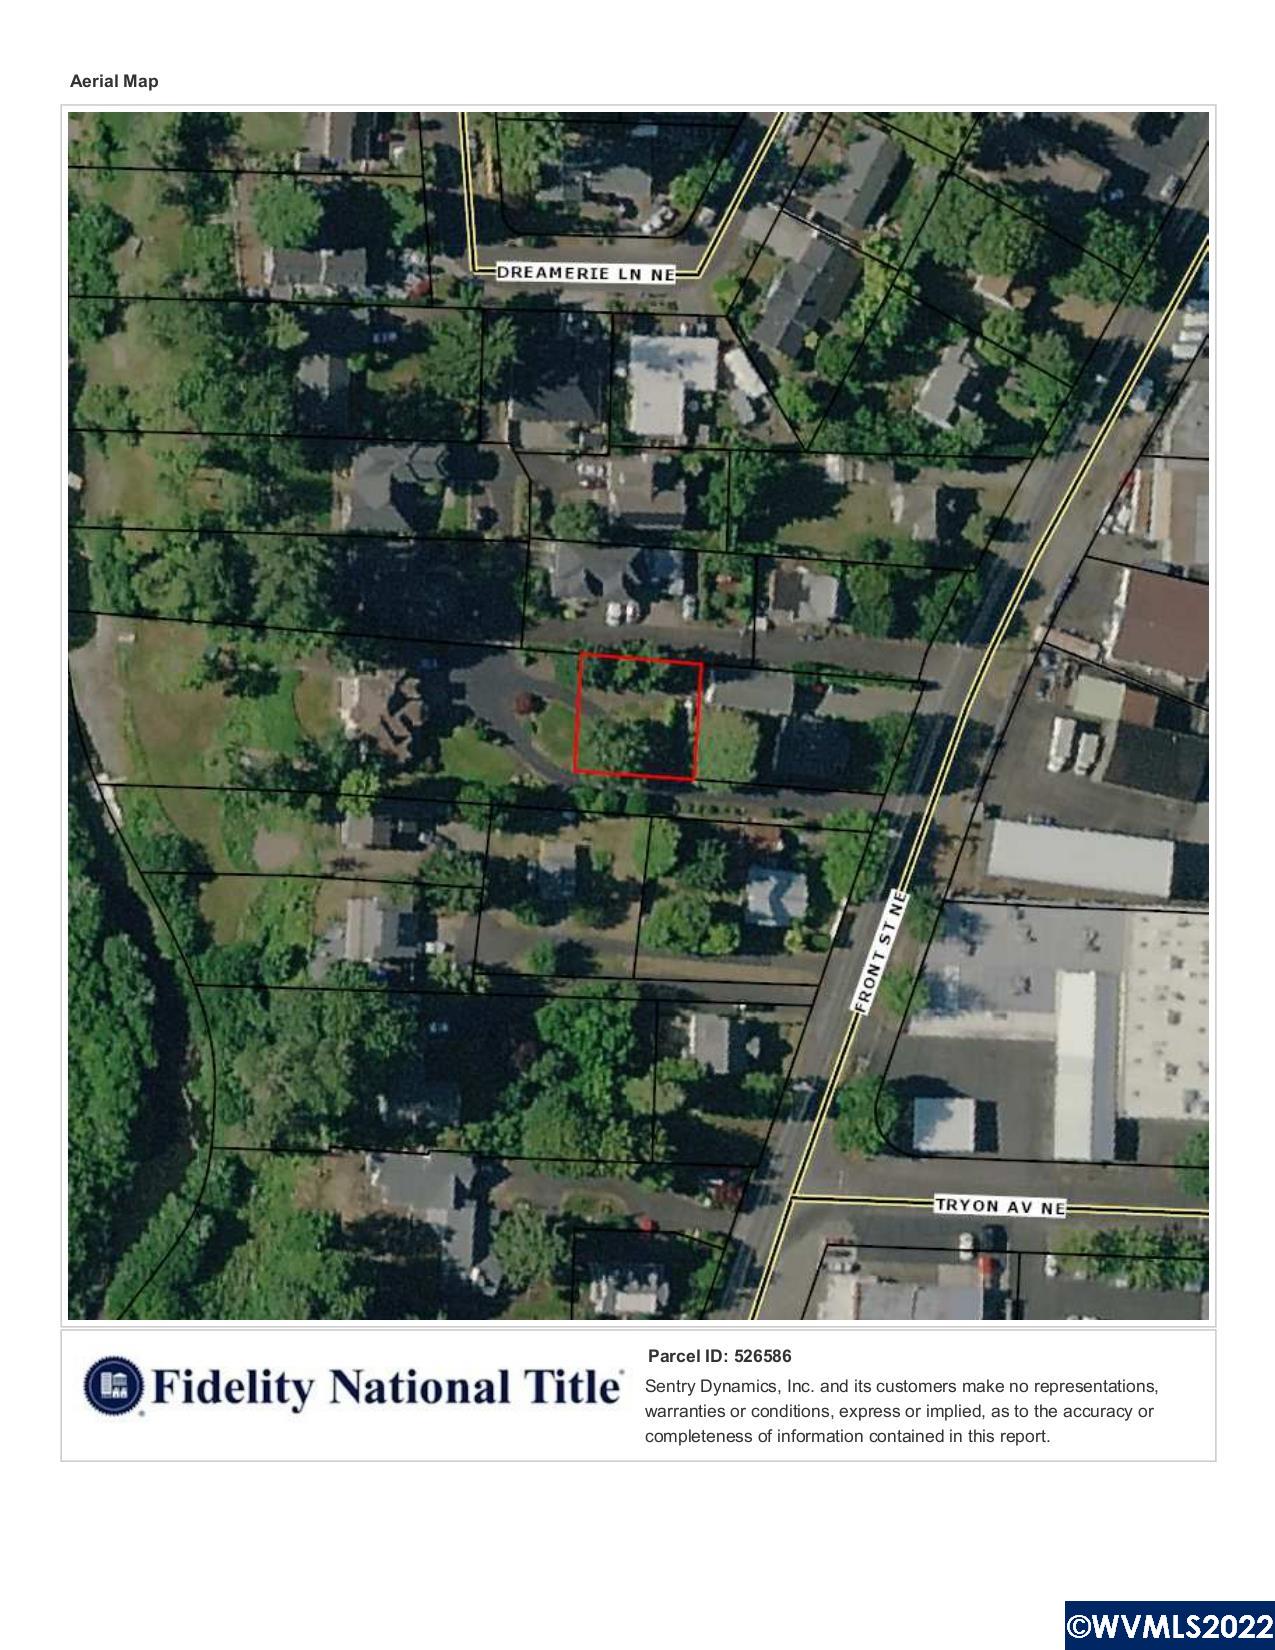 Aerial Map
DREAMERIE LN NE
FRONT ST NE
TRYON AV NE
Fidelity National Title
Parcel ID: 526586
Sentry Dynamics, Inc. and its customers make no representations,
warranties or conditions, express or implied, as to the accuracy or
completeness of information contained in this report.
©WVMLS2022